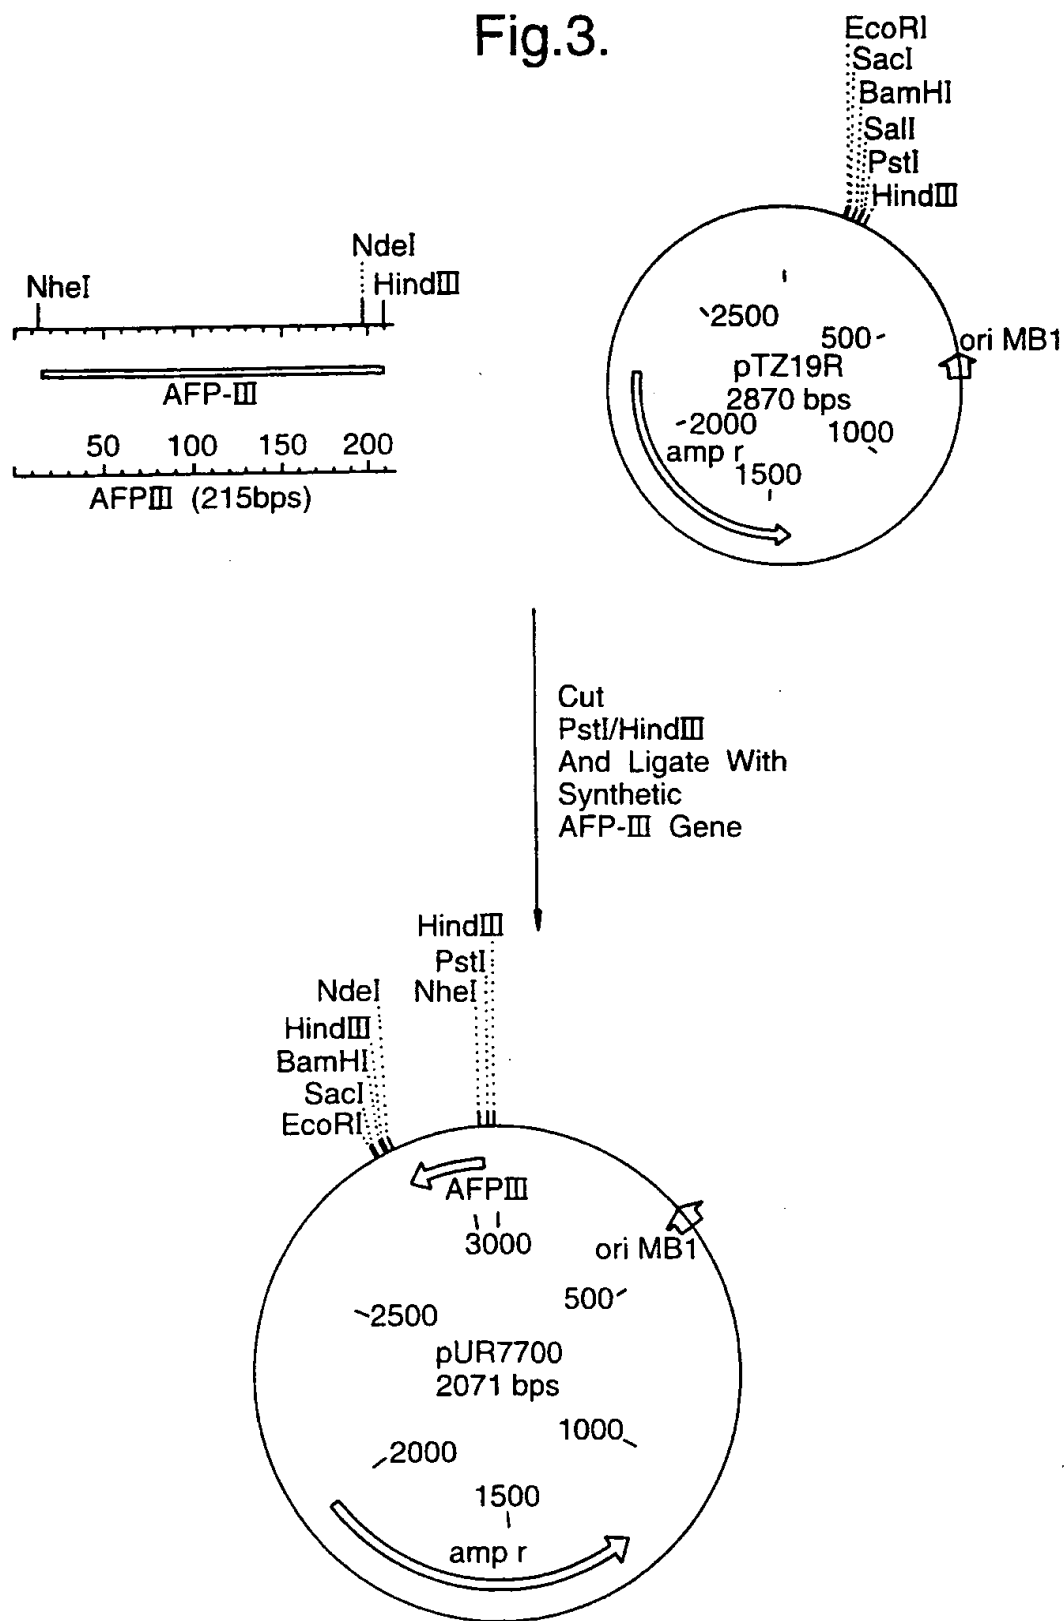 Fig.3.
EcoRI
SacI
BamHI
SalI
PstI
HindIII
NdeI
NheI
HindIII
AFP-III
50 100 150 200
AFPIII (215bps)
2500
500
ori MB1
pTZ19R
2870 bps
2000
1000
amp r
1500
Cut
PstI/HindIII
And Ligate With
Synthetic
AFP-III Gene
HindIII
PstI
NdeI
NheI
HindIII
BamHI
SacI
EcoRI
AFPIII
3000
ori MB1
500
2500
pUR7700
2071 bps
1000
2000
1500
amp r